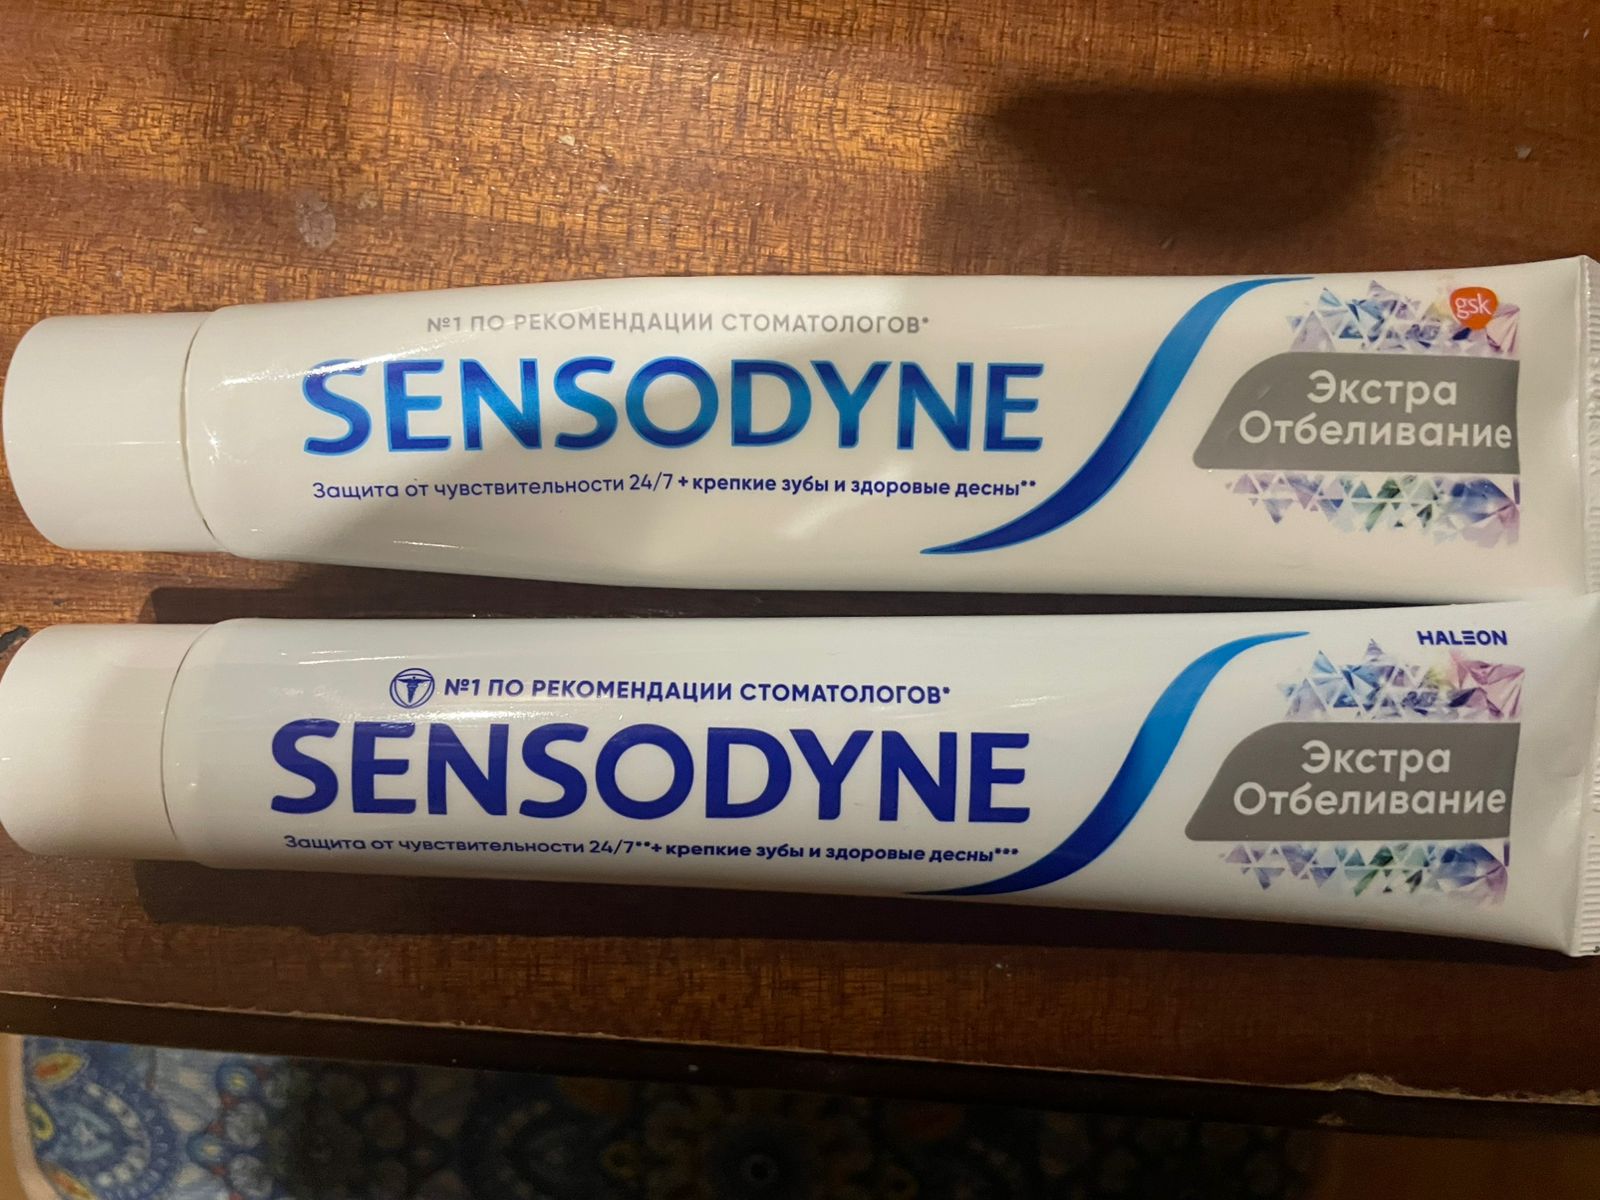 №1 ПО РЕКОМЕНДАЦИИ СТОМАТОЛОГОВ*
SENSODYNE
Защита от чувствительности 24/7 + крепкие зубы и здоровые десны**
gsk
Экстра
Отбеливание
№1 ПО РЕКОМЕНДАЦИИ СТОМАТОЛОГОВ*
SENSODYNE
Защита от чувствительности 24/7**+ крепкие зубы и здоровые десны***
HALEON
Экстра
Отбеливание